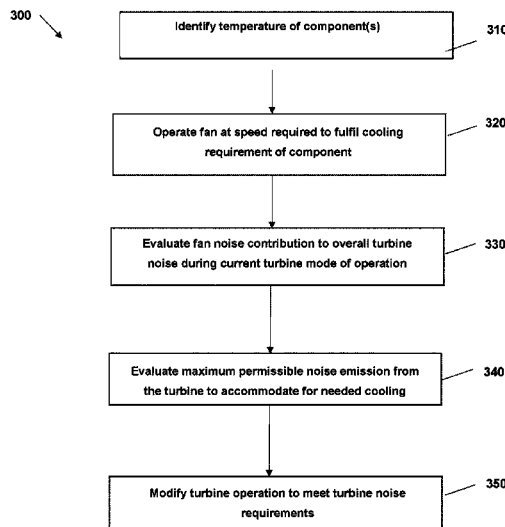 300
Identify temperature of component(s)
310
Operate fan at speed required to fulfil cooling
requirement of component
320
Evaluate fan noise contribution to overall turbine
noise during current turbine mode of operation
330
Evaluate maximum permissible noise emission from
the turbine to accommodate for needed cooling
340
Modify turbine operation to meet turbine noise
requirements
350